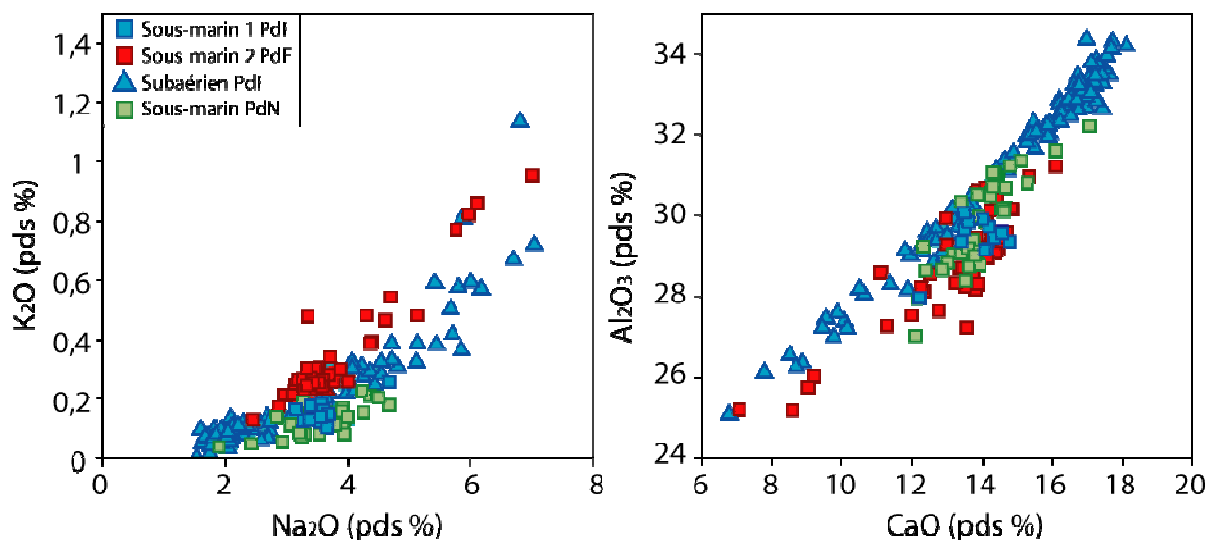 Sous-marin 1 PdF
Sous marin 2 PdF
Subaérien PdF
Sous-marin PdN
K₂O (pds %)
1,4
1,2
1
0,8
0,6
0,4
0,2
0
0 2 4 6 8
Na₂O (pds %)
Al₂O₃ (pds %)
34
32
30
28
26
24
6 8 10 12 14 16 18 20
CaO (pds %)